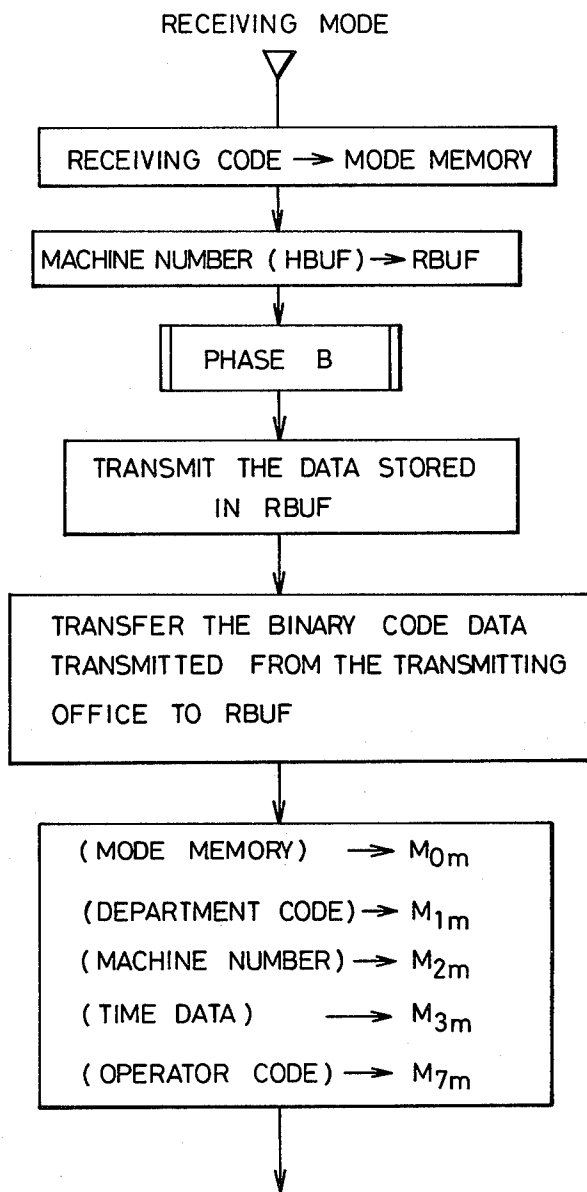 RECEIVING MODE
RECEIVING CODE → MODE MEMORY
MACHINE NUMBER (HBUF) → RBUF
PHASE B
TRANSMIT THE DATA STORED
IN RBUF
TRANSFER THE BINARY CODE DATA
TRANSMITTED FROM THE TRANSMITTING
OFFICE TO RBUF
(MODE MEMORY) → M0m
(DEPARTMENT CODE) → M1m
(MACHINE NUMBER) → M2m
(TIME DATA) → M3m
(OPERATOR CODE) → M7m